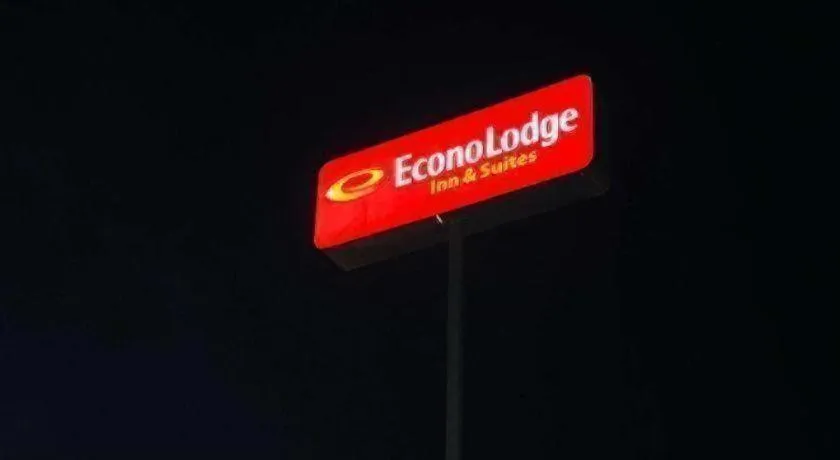 EconoLodge
Inn & Suites